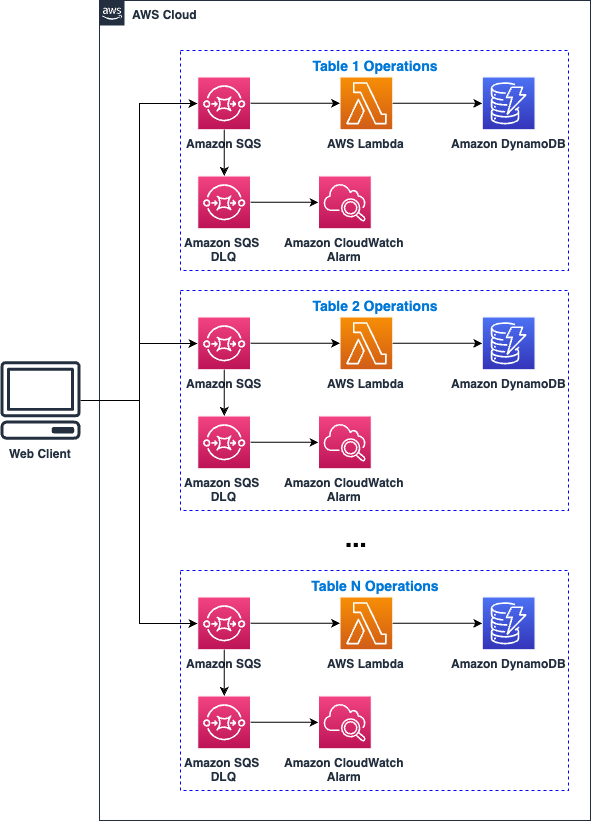 aws
AWS Cloud
Table 1 Operations
Amazon SQS
AWS Lambda
Amazon DynamoDB
Amazon SQS
DLQ
Amazon CloudWatch
Alarm
Table 2 Operations
Amazon SQS
AWS Lambda
Amazon DynamoDB
Amazon SQS
DLQ
Amazon CloudWatch
Alarm
Web Client
...
Table N Operations
Amazon SQS
AWS Lambda
Amazon DynamoDB
Amazon SQS
DLQ
Amazon CloudWatch
Alarm